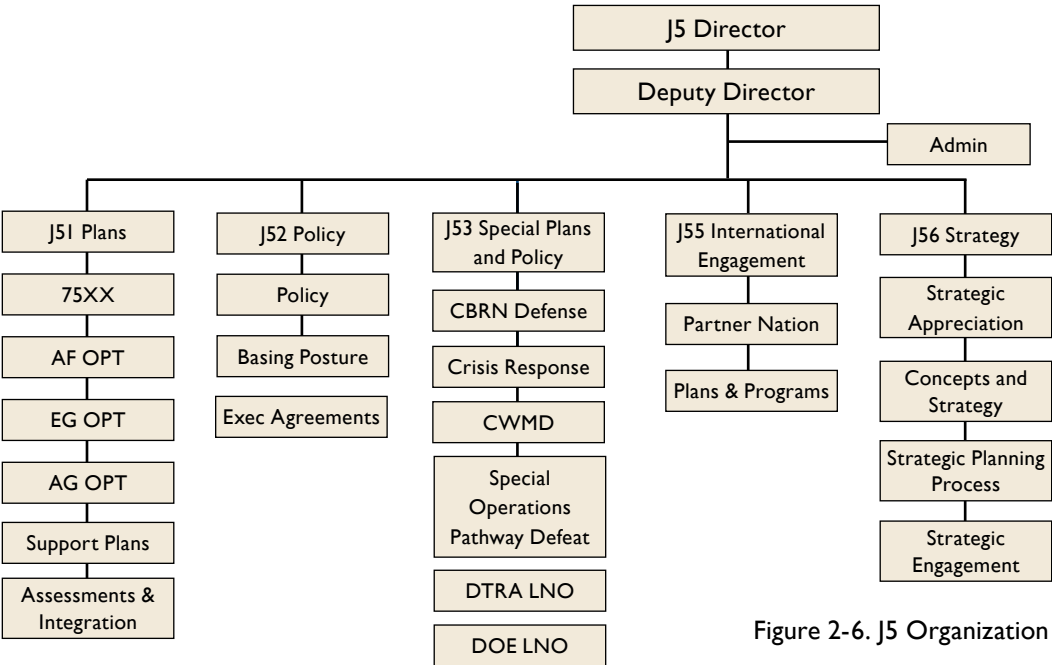 J5 Director
Deputy Director
Admin
J51 Plans
75XX
AF OPT
EG OPT
AG OPT
Support Plans
Assessments &
Integration
J52 Policy
Policy
Basing Posture
Exec Agreements
J53 Special Plans
and Policy
CBRN Defense
Crisis Response
CWMD
Special
Operations
Pathway Defeat
DTRA LNO
DOE LNO
J55 International
Engagement
Partner Nation
Plans & Programs
J56 Strategy
Strategic
Appreciation
Concepts and
Strategy
Strategic Planning
Process
Strategic
Engagement
Figure 2-6. J5 Organization